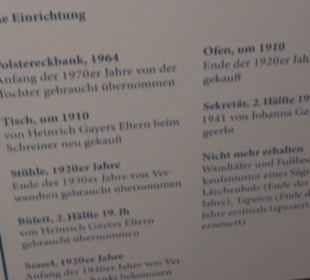 e Einrichtung
Polstereckbank, 1964
Anfang der 1970er Jahre von der
Tochter gebraucht übernommen
Tisch, um 1910
von Heinrich Gayers Eltern beim
Schreiner neu gekauft
Stühle, 1920er Jahre
Ende der 1930er Jahre von Ver-
wandten gebraucht übernommen
Büfett, 2. Hälfte 19. Jh
von Heinrich Gayers Eltern
gebraucht übernommen
Sessel, 1920er Jahre
Anfang der 1940er Jahre von Ver-
bekommen
Ofen, um 1910
Ende der 1920er Jah
gekauft
Sekretär, 2. Hälfte 19
1941 von Johanna Ga
geerbt
Nicht mehr erhalten
Wandtäfer und Fußbo
kaufsmuster eines Säge
Lärchenholz (Ende der
Jahre), Tapeten (Ende d
Jahre erstmals tapeziert
erneuert)